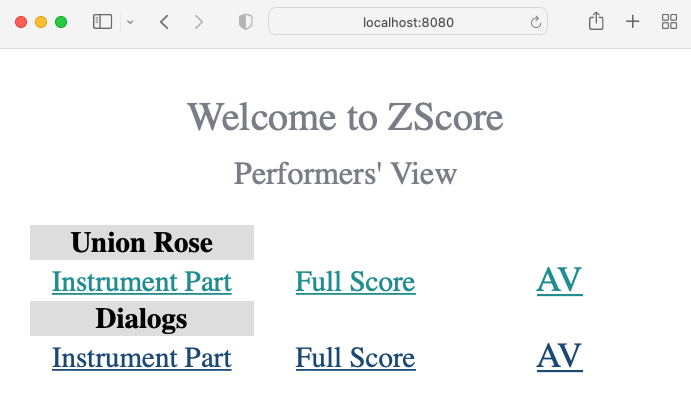 localhost:8080
Welcome to ZScore
Performers' View
Union Rose
Instrument Part Full Score AV
Dialogs
Instrument Part Full Score AV